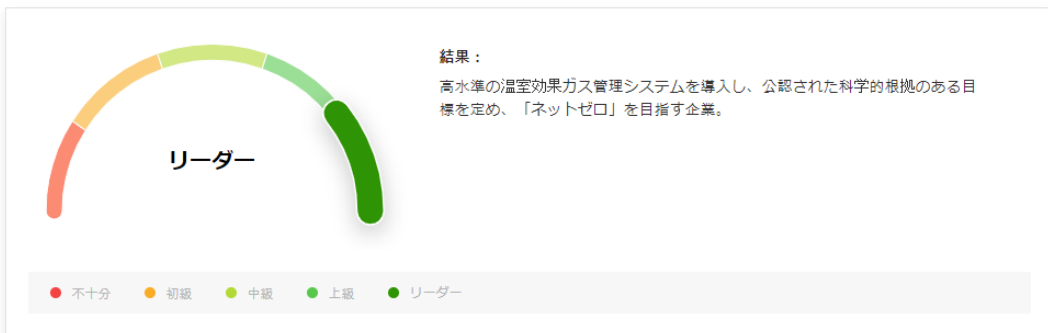 結果：
高水準の温室効果ガス管理システムを導入し、公認された科学的根拠のある目
標を定め、「ネットゼロ」を目指す企業。
リーダー
不十分
初級
中級
上級
リーダー